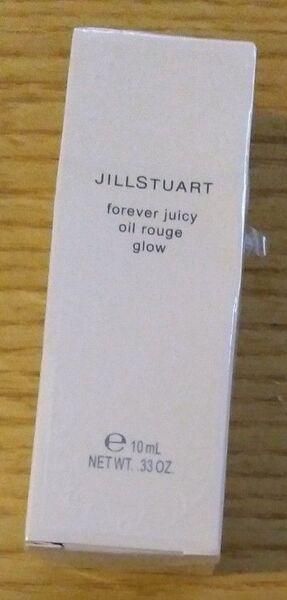 JILLSTUART
forever juicy
oil rouge
glow
℮ 10 mL
NET WT. .33 OZ.